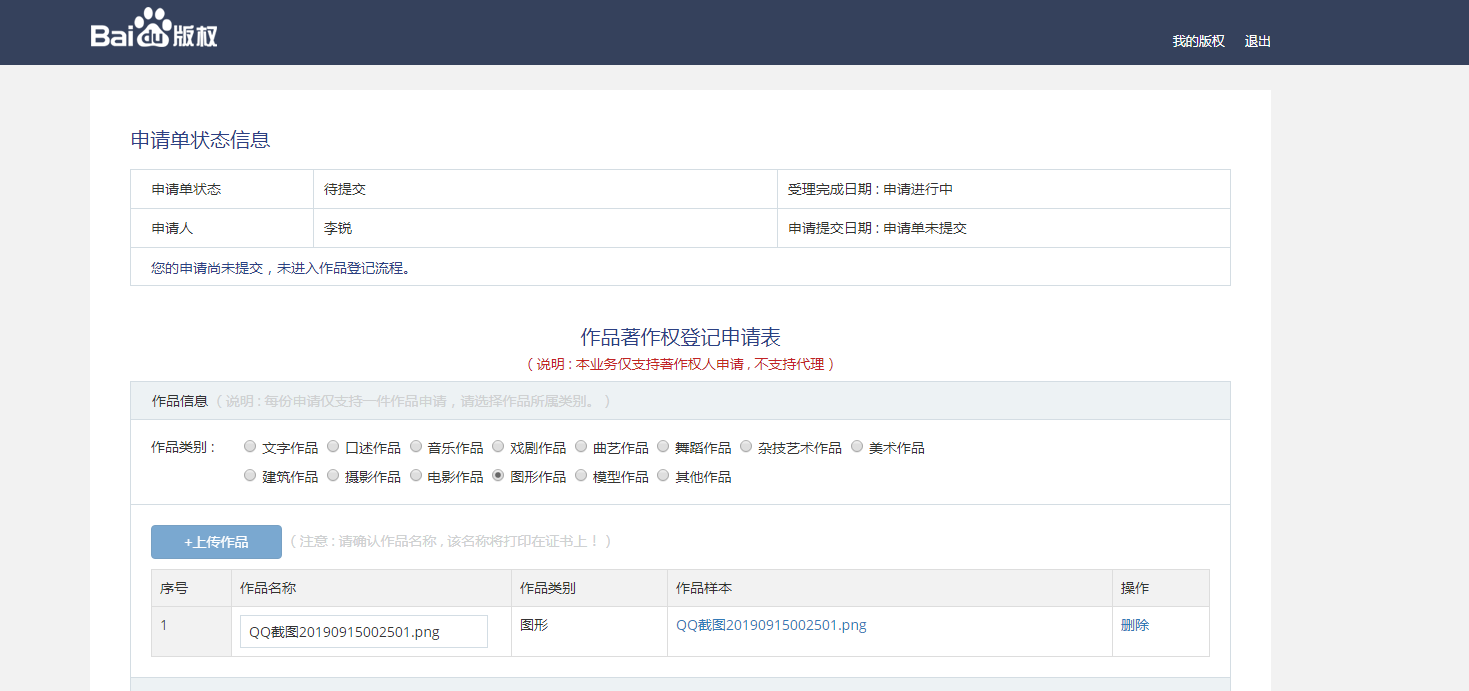 Baidu版权
我的版权 退出
申请单状态信息
申请单状态 待提交 受理完成日期 : 申请进行中
申请人 李锐 申请提交日期 : 申请单未提交
您的申请尚未提交，未进入作品登记流程。
作品著作权登记申请表
（ 说明 : 本业务仅支持著作权人申请 , 不支持代理 ）
作品信息 （ 说明 : 每份申请仅支持一件作品申请，请选择作品所属类别。 ）
作品类别： 文字作品 口述作品 音乐作品 戏剧作品 曲艺作品 舞蹈作品 杂技艺术作品 美术作品
建筑作品 摄影作品 电影作品 图形作品 模型作品 其他作品
+上传作品 （ 注意 : 请确认作品名称 , 该名称将打印在证书上！ ）
序号 作品名称 作品类别 作品样本 操作
1 QQ截图20190915002501.png 图形 QQ截图20190915002501.png 删除